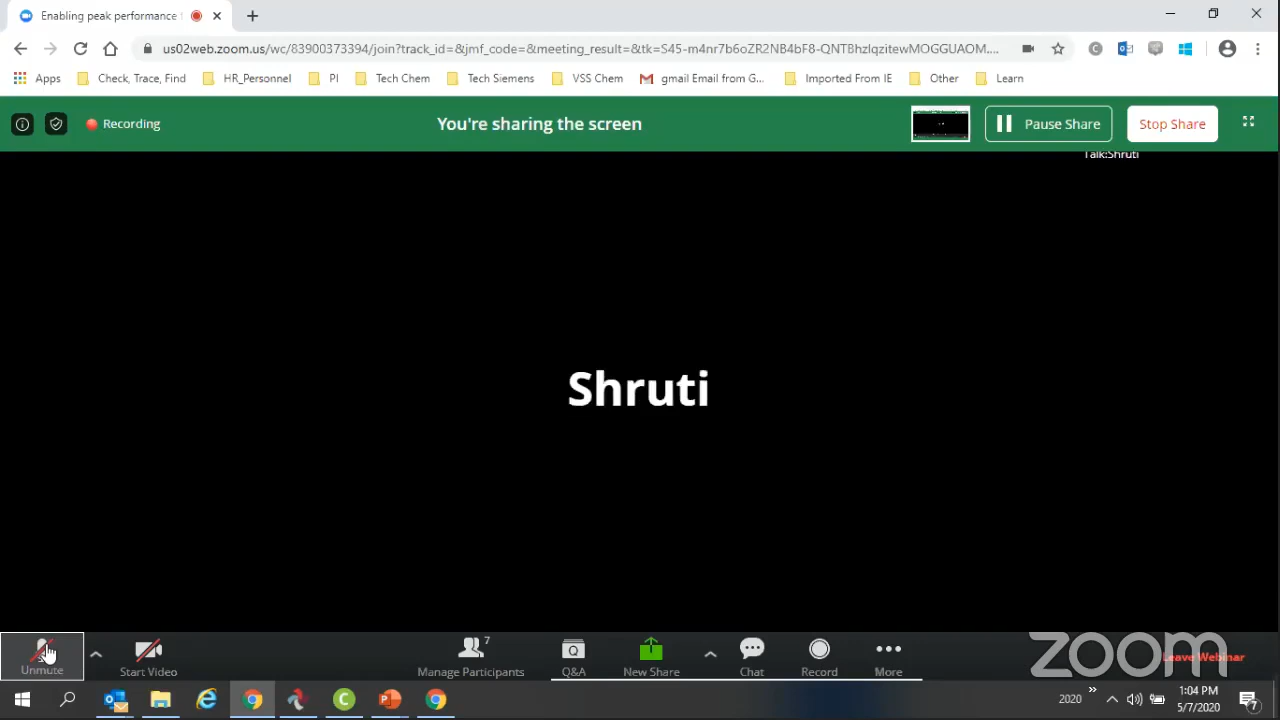 Enabling peak performance
us02web.zoom.us/wc/83900373394/join?track_id=&jmf_code=&meeting_result=&tk=S45-m4nr7b6oZR2NB4bF8-QNTBhzlqzitewMOGGUAOM....
Apps Check, Trace, Find HR_Personnel PI Tech Chem Tech Siemens VSS Chem gmail Email from G... Imported From IE Other Learn
Recording You're sharing the screen Pause Share Stop Share
Talk:Shruti
Shruti
7
Unmute Start Video Manage Participants Q&A New Share Chat Record More Leave Webinar
zoom
2020 1:04 PM
5/7/2020
7